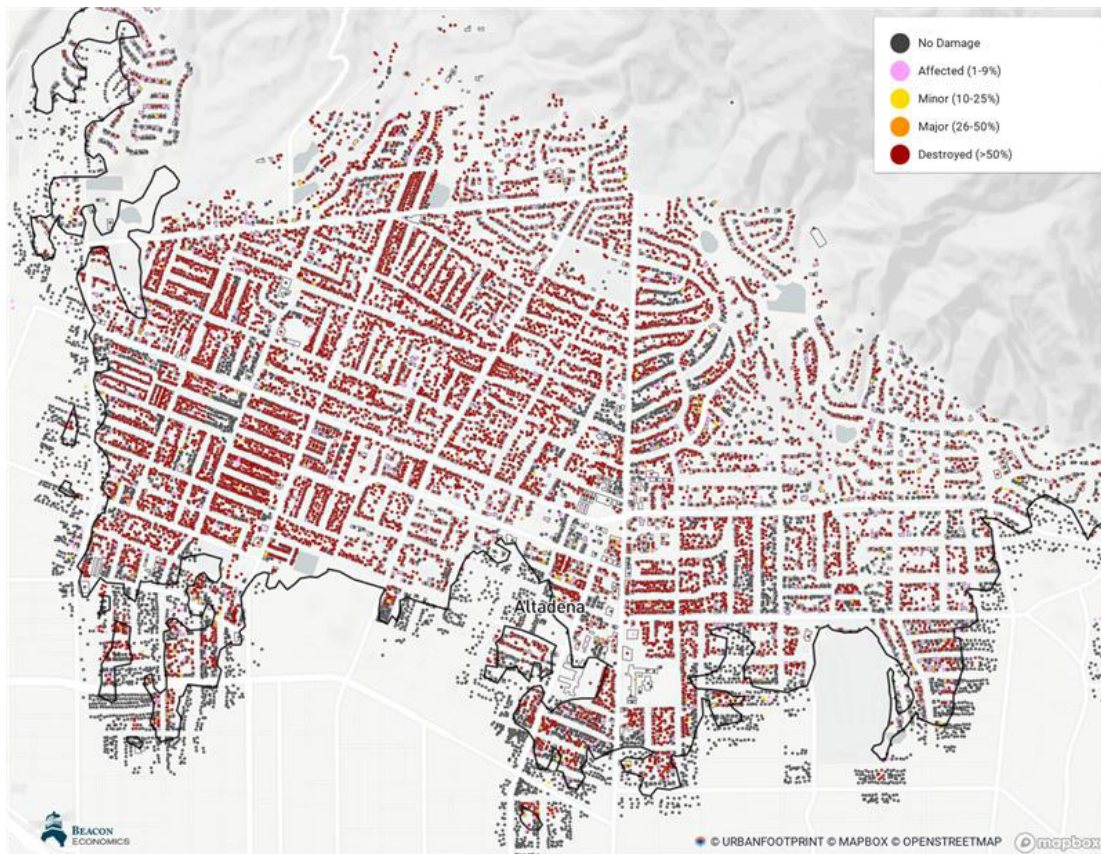 No Damage
Affected (1-9%)
Minor (10-25%)
Major (26-50%)
Destroyed (>50%)
Altadena
BEACON
ECONOMICS
© URBANFOOTPRINT © MAPBOX © OPENSTREETMAP
mapbox